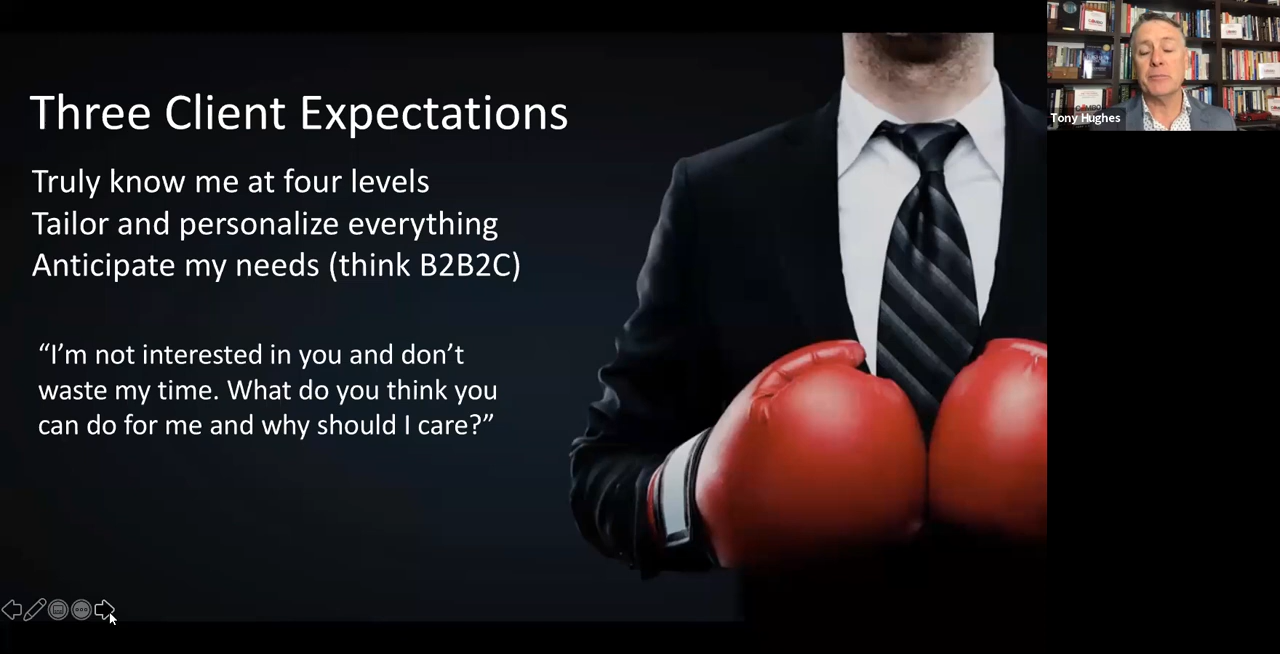 Three Client Expectations
Truly know me at four levels
Tailor and personalize everything
Anticipate my needs (think B2B2C)
“I’m not interested in you and don’t
waste my time. What do you think you
can do for me and why should I care?”
Tony Hughes